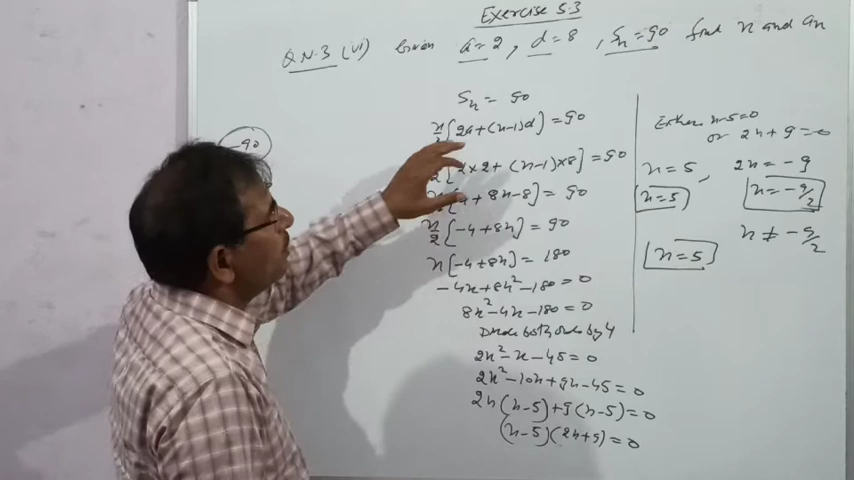 Exercise 5.3
Q.N.3 (vi) Given a = 2, d = 8, Sn = 90 find n and an
-90
Sn = 90
n/2 [2a+(n-1)d] = 90
2 [2×2+(n-1)×8] = 90
+8n-8] = 90
n/2 [-4+8n] = 90
n[-4+8n] = 180
-4n+8n²-180 = 0
8n²-4n-180 = 0
Divide both sides by 4
2n²-n-45 = 0
2n²-10n+9n-45 = 0
2n(n-5)+9(n-5) = 0
(n-5)(2n+9) = 0
Either n-5=0
or 2n+9=0
n = 5, 2n = -9
n=5 n=-9/2
n ≠ -9/2
n=5